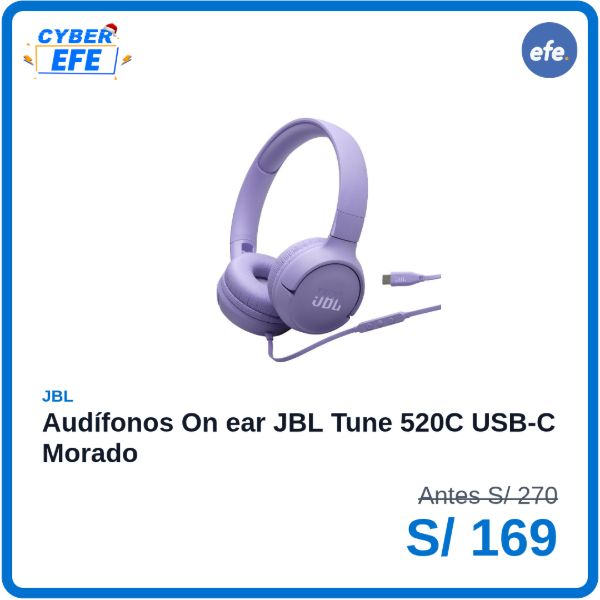 CYBER
EFE
efe.
JBL
JBL
Audífonos On ear JBL Tune 520C USB-C
Morado
Antes S/ 270
S/ 169